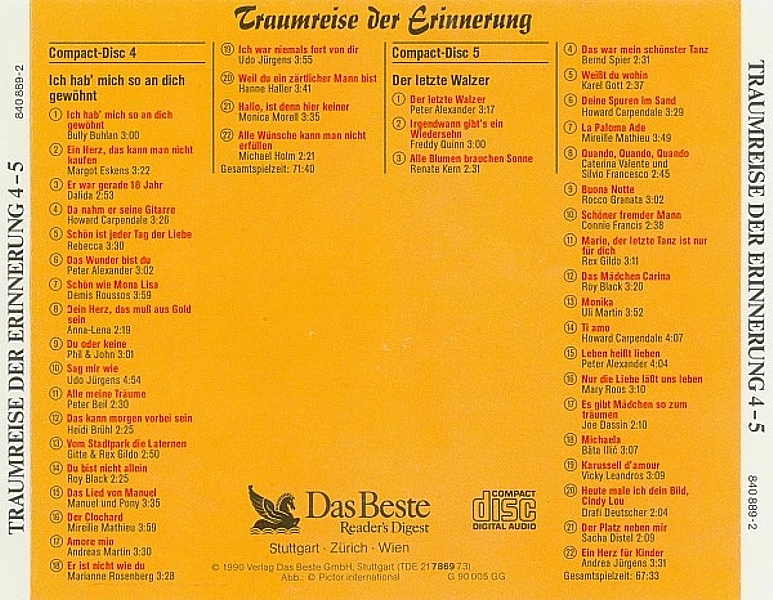 Traumreise der Erinnerung
Compact-Disc 4
Ich hab' mich so an dich
gewöhnt
1 Ich hab' mich so an dich
gewöhnt
Bully Buhlan 3:00
2 Ein Herz, das kann man nicht
kaufen
Margot Eskens 3:22
3 Er war gerade 18 Jahr
Dalida 2:53
4 Da nahm er seine Gitarre
Howard Carpendale 3:26
5 Schön ist jeder Tag der Liebe
Rebecca 3:30
6 Das Wunder bist du
Peter Alexander 3:02
7 Schön wie Mona Lisa
Demis Roussos 3:59
8 Dein Herz, das muß aus Gold
sein
Anna-Lena 2:19
9 Du oder keine
Phil & John 3:01
10 Sag mir wie
Udo Jürgens 4:54
11 Alle meine Träume
Peter Beil 2:30
12 Das kann morgen vorbei sein
Heidi Brühl 2:25
13 Vom Stadtpark die Laternen
Gitte & Rex Gildo 2:50
14 Du bist nicht allein
Roy Black 2:25
15 Das Lied von Manuel
Manuel und Pony 3:35
16 Der Clochard
Mireille Mathieu 3:59
17 Amore mio
Andreas Martin 3:30
18 Er ist nicht wie du
Marianne Rosenberg 3:28
19 Ich war niemals fort von dir
Udo Jürgens 3:55
20 Weil du ein zärtlicher Mann bist
Hanne Haller 3:41
21 Hallo, ist denn hier keiner
Monica Morell 3:35
22 Alle Wünsche kann man nicht
erfüllen
Michael Holm 2:21
Gesamtspielzeit: 71:40
Compact-Disc 5
Der letzte Walzer
1 Der letzte Walzer
Peter Alexander 3:17
2 Irgendwann gibt's ein
Wiedersehn
Freddy Quinn 3:00
3 Alle Blumen brauchen Sonne
Renate Kern 2:31
4 Das war mein schönster Tanz
Bernd Spier 2:31
5 Weißt du wohin
Karel Gott 2:37
6 Deine Spuren im Sand
Howard Carpendale 3:29
7 La Paloma Ade
Mireille Mathieu 3:49
8 Quando, Quando, Quando
Caterina Valente und
Silvio Francesco 2:45
9 Buona Notte
Rocco Granata 3:02
10 Schöner fremder Mann
Connie Francis 2:38
11 Marie, der letzte Tanz ist nur
für dich
Rex Gildo 3:11
12 Das Mädchen Carina
Roy Black 3:20
13 Monika
Uli Martin 3:52
14 Ti amo
Howard Carpendale 4:07
15 Leben heißt lieben
Peter Alexander 4:04
16 Nur die Liebe läßt uns leben
Mary Roos 3:10
17 Es gibt Mädchen so zum
träumen
Joe Dassin 2:10
18 Michaela
Bata Illić 3:07
19 Karussell d'amour
Vicky Leandros 3:09
20 Heute male ich dein Bild,
Cindy Lou
Drafi Deutscher 2:04
21 Der Platz neben mir
Sacha Distel 2:09
22 Ein Herz für Kinder
Andrea Jürgens 3:31
Gesamtspielzeit: 67:33
Das Beste
Reader's Digest
Stuttgart · Zürich · Wien
COMPACT
disc
DIGITAL AUDIO
© 1990 Verlag Das Beste GmbH, Stuttgart (TDE 21786973)
Abb.: © Pictor international G 90 005 GG
TRAUMREISE DER ERINNERUNG 4–5
840 889-2
TRAUMREISE DER ERINNERUNG 4–5
840 889-2